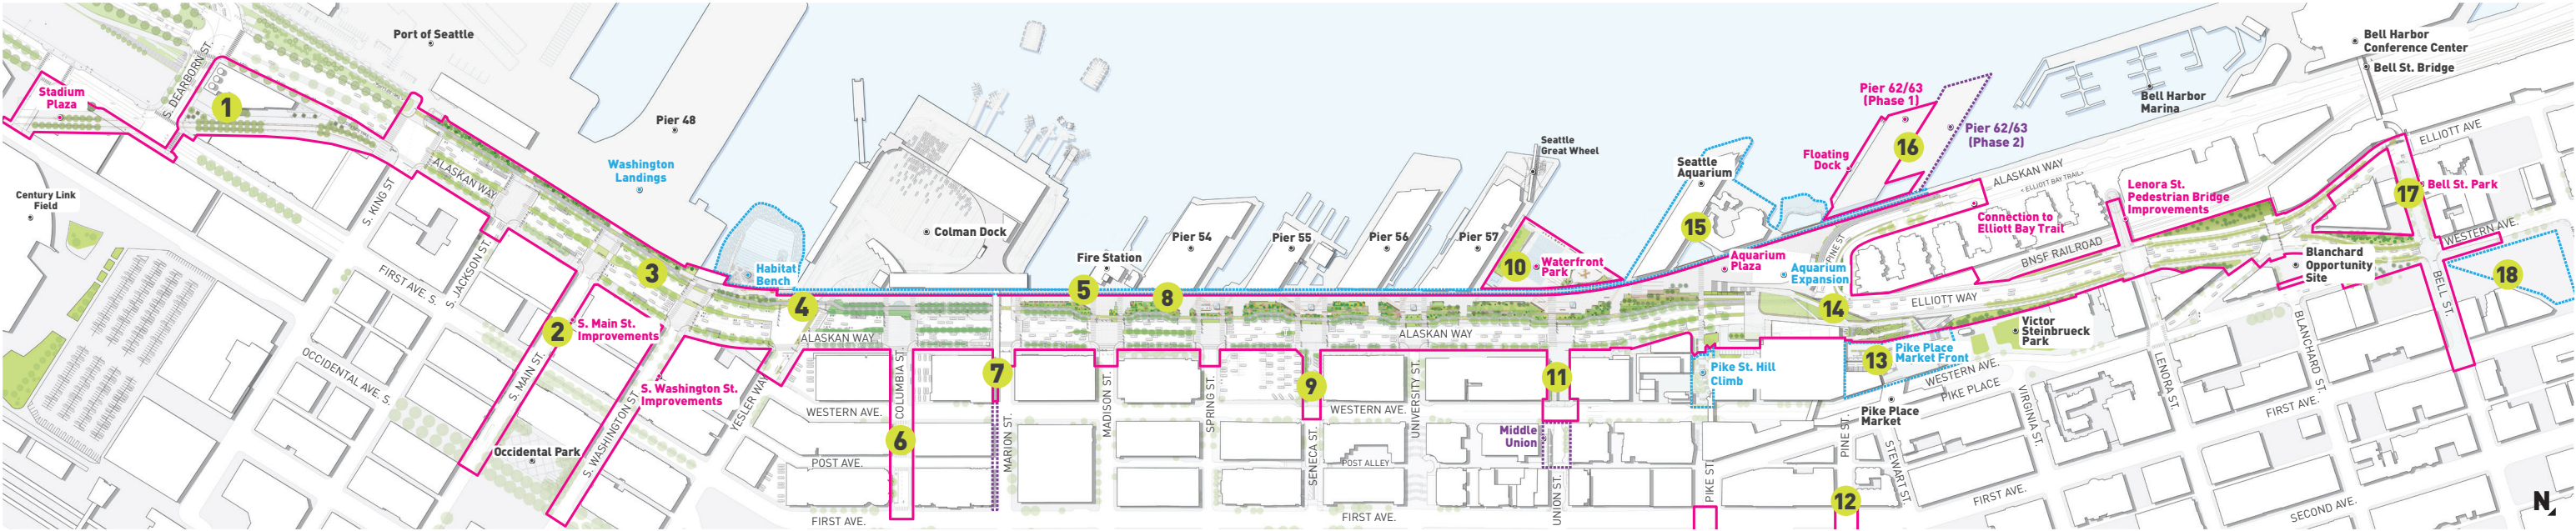 Stadium
Plaza
S. DEARBORN ST.
1
Port of Seattle
Century Link
Field
S. KING ST
ALASKAN WAY
FIRST AVE. S.
S. JACKSON ST.
OCCIDENTAL AVE. S.
Pier 48
Washington
Landings
3
2
S. Main St.
Improvements
S. MAIN ST.
S. Washington St.
Improvements
S. WASHINGTON ST.
Occidental Park
YESLER WAY
Habitat
Bench
4
ALASKAN WAY
Colman Dock
WESTERN AVE.
POST AVE.
FIRST AVE.
COLUMBIA ST.
6
7
MARION ST.
Fire Station
5
8
MADISON ST.
SPRING ST.
Pier 54
Pier 55
Pier 56
Pier 57
Seattle
Great Wheel
10
Waterfront
Park
9
SENECA ST.
WESTERN AVE.
POST ALLEY
FIRST AVE.
UNIVERSITY ST.
ALASKAN WAY
11
Middle
Union
UNION ST.
Seattle
Aquarium
15
Aquarium
Plaza
Aquarium
Expansion
PINE ST
Pike St. Hill
Climb
PIKE ST.
14
13
Pike Place
Market Front
WESTERN AVE.
PIKE PLACE
Pike Place
Market
PINE ST.
12
STEWART ST.
FIRST AVE.
Pier 62/63
(Phase 1)
Floating
Dock
16
Pier 62/63
(Phase 2)
ALASKAN WAY
ELLIOTT BAY TRAIL
Connection to
Elliott Bay Trail
BNSF RAILROAD
ELLIOTT WAY
Victor
Steinbrueck
Park
VIRGINIA ST.
LENORA ST.
Lenora St.
Pedestrian Bridge
Improvements
Bell Harbor
Marina
Bell Harbor
Conference Center
Bell St. Bridge
ELLIOTT AVE
17
Bell St. Park
WESTERN AVE.
Blanchard
Opportunity
Site
BLANCHARD ST.
BELL ST.
18
FIRST AVE.
SECOND AVE.
N